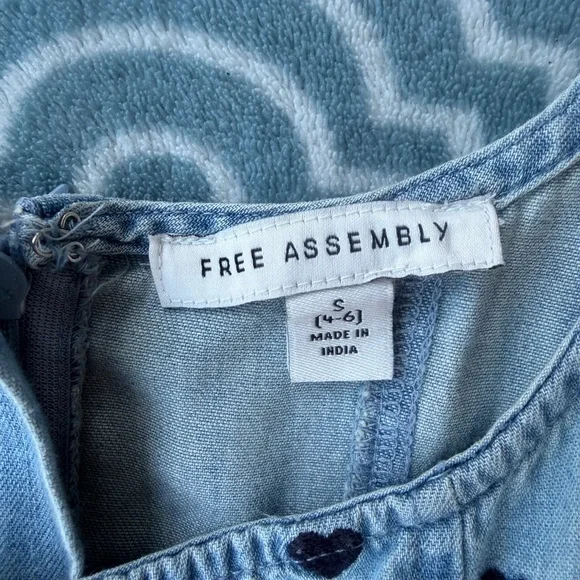 FREE ASSEMBLY
S
(4-6)
MADE IN
INDIA